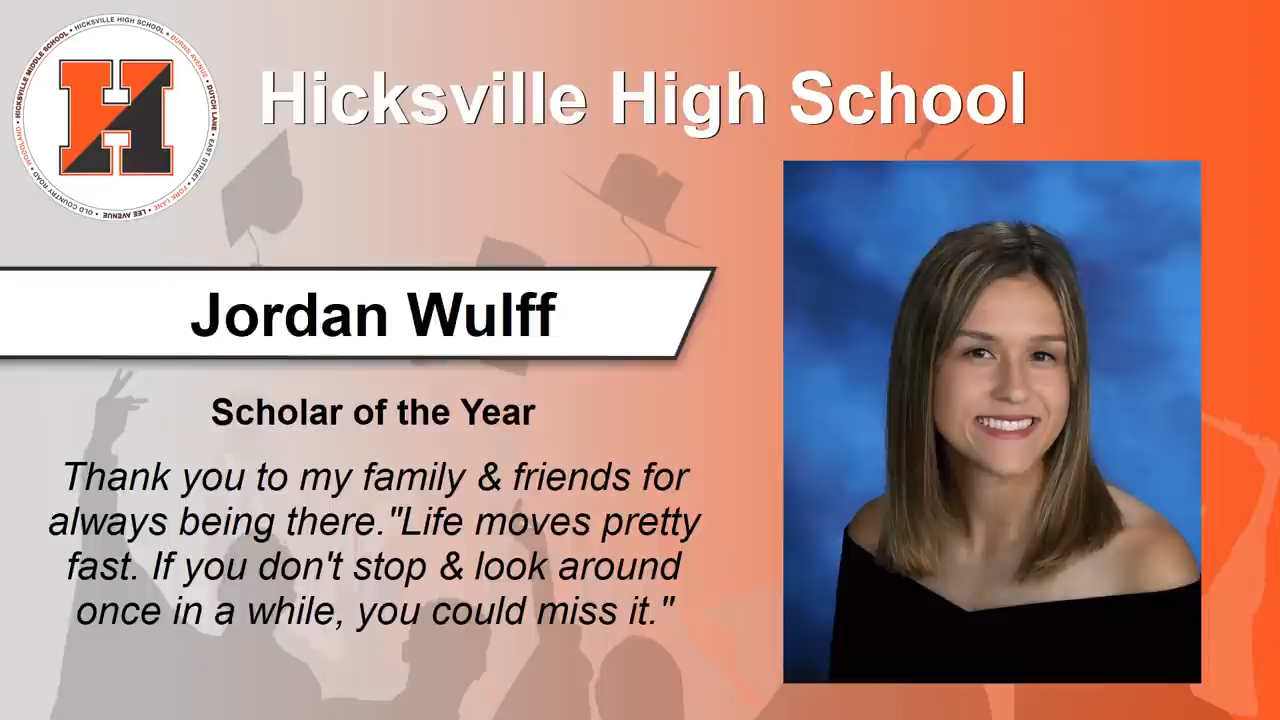 HICKSVILLE HIGH SCHOOL • BURNS AVENUE • DUTCH LANE • EAST STREET • FORK LANE • LEE AVENUE • OLD COUNTRY ROAD • WOODLAND • HICKSVILLE MIDDLE SCHOOL •
H
Hicksville High School
Jordan Wulff
Scholar of the Year
Thank you to my family & friends for
always being there."Life moves pretty
fast. If you don't stop & look around
once in a while, you could miss it."